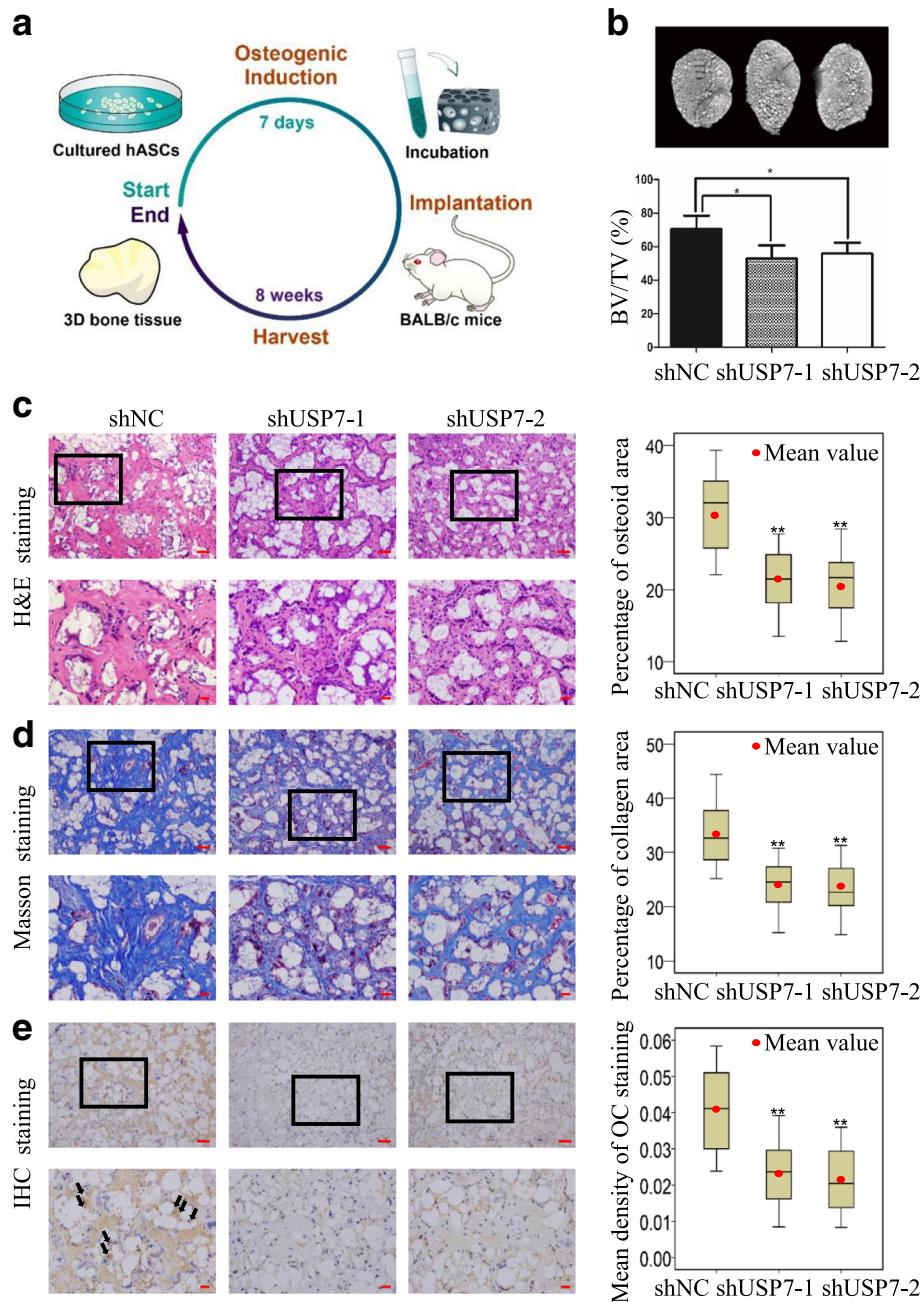 a
Osteogenic
Induction
7 days
Cultured hASCs
Incubation
Start
End
Implantation
3D bone tissue
8 weeks
Harvest
BALB/c mice
b
*
*
100
80
60
40
20
0
BV/TV (%)
shNC shUSP7-1 shUSP7-2
c
shNC shUSP7-1 shUSP7-2
H&E staining
40
30
20
10
Percentage of osteoid area
Mean value
** **
shNC shUSP7-1 shUSP7-2
d
Masson staining
50
40
30
20
10
Percentage of collagen area
Mean value
** **
shNC shUSP7-1 shUSP7-2
e
IHC staining
0.06
0.05
0.04
0.03
0.02
0.01
0.00
Mean density of OC staining
Mean value
** **
shNC shUSP7-1 shUSP7-2